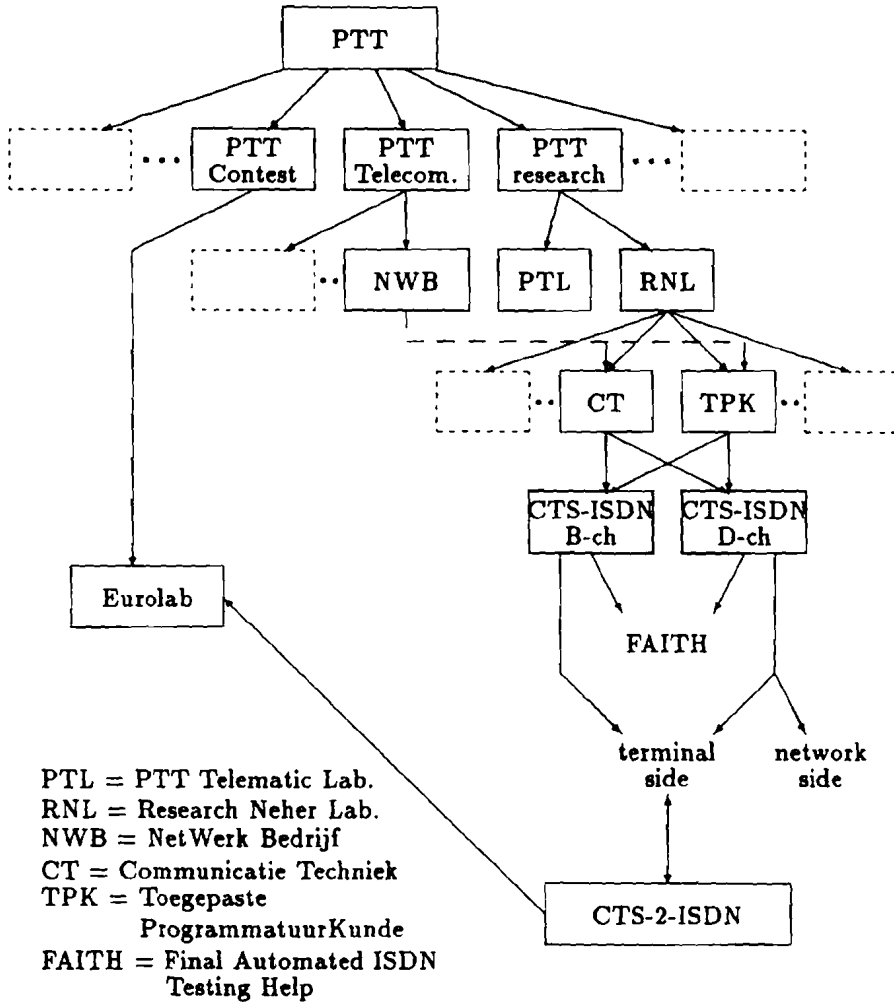 PTT
PTT
Contest
PTT
Telecom.
PTT
research
NWB
PTL
RNL
CT
TPK
CTS-ISDN
B-ch
CTS-ISDN
D-ch
Eurolab
FAITH
terminal
side
network
side
PTL = PTT Telematic Lab.
RNL = Research Neher Lab.
NWB = NetWerk Bedrijf
CT = Communicatie Techniek
TPK = Toegepaste
ProgrammatuurKunde
FAITH = Final Automated ISDN
Testing Help
CTS-2-ISDN